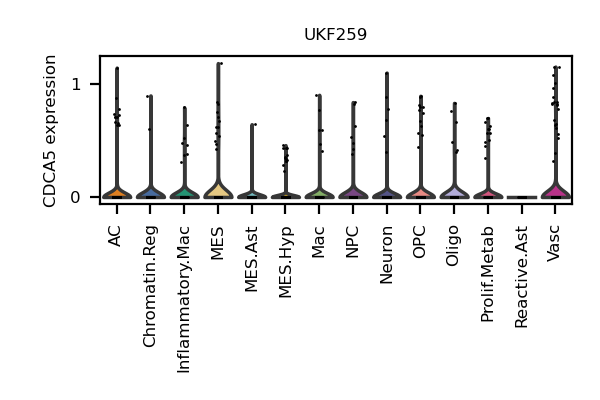 UKF259
CDCA5 expression
1
0
AC
Chromatin.Reg
Inflammatory.Mac
MES
MES.Ast
MES.Hyp
Mac
NPC
Neuron
OPC
Oligo
Prolif.Metab
Reactive.Ast
Vasc